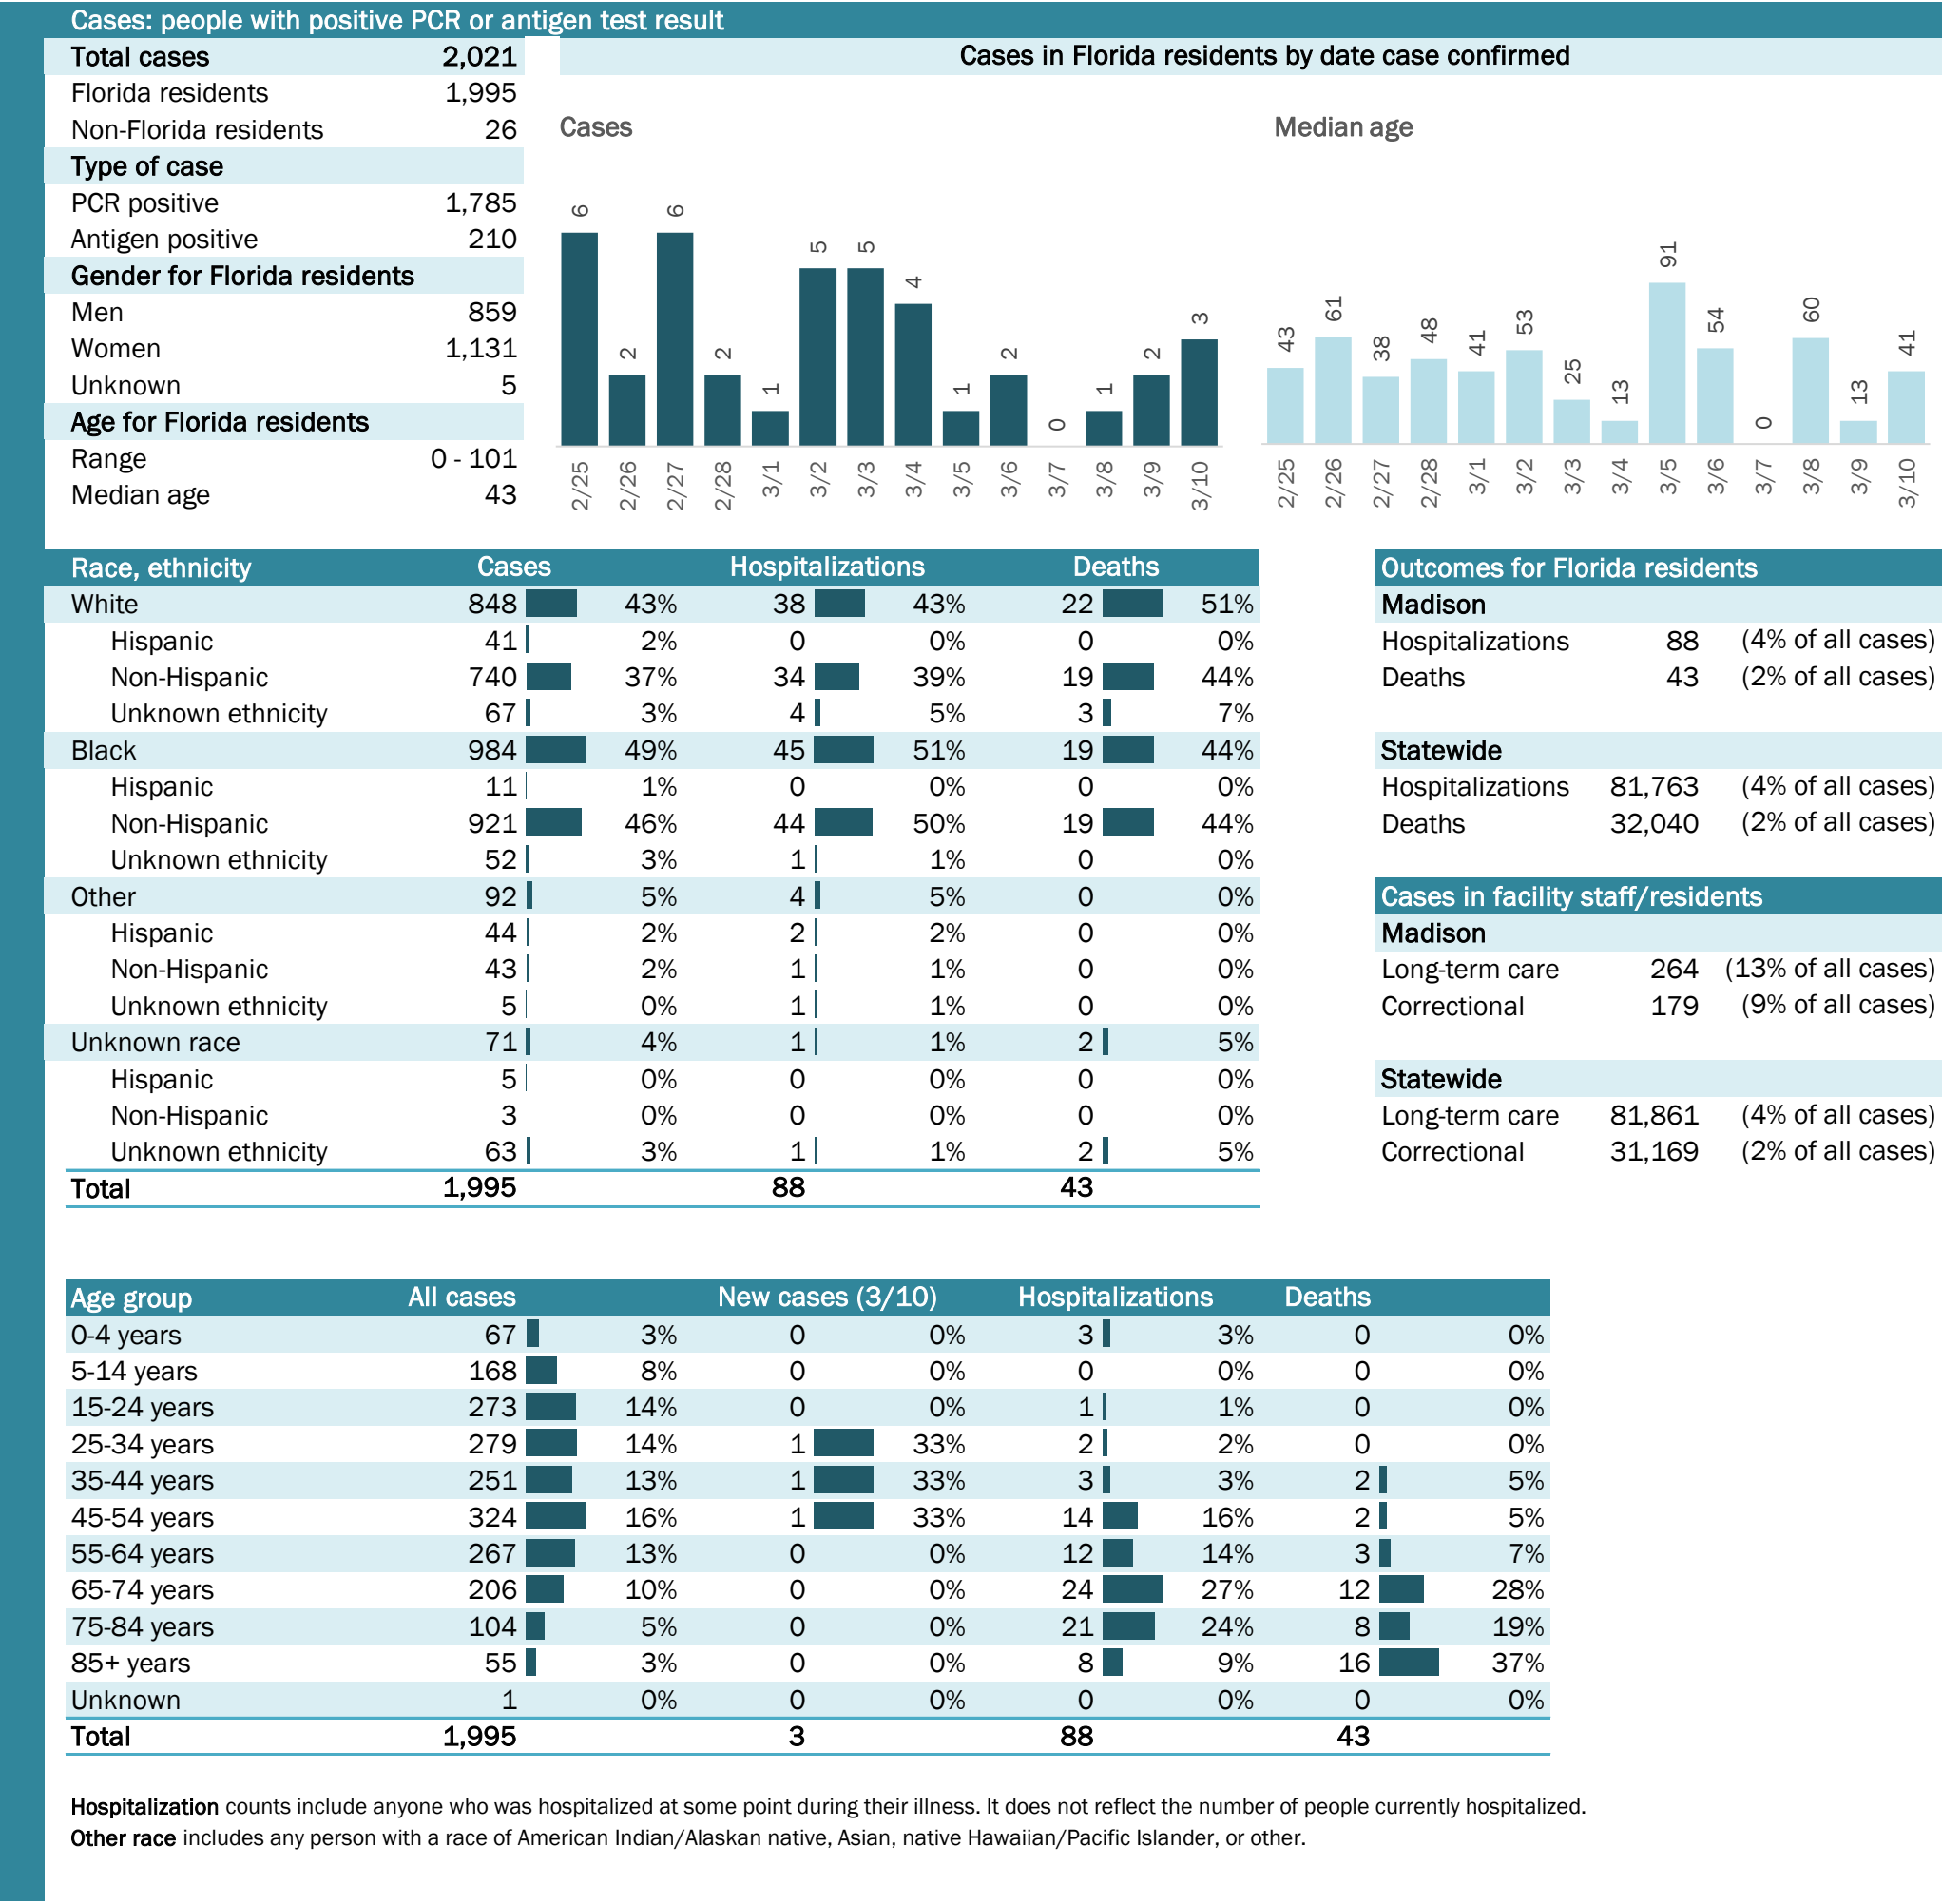 Cases: people with positive PCR or antigen test result
Total cases 2,021
Florida residents 1,995
Non-Florida residents 26
Type of case
PCR positive 1,785
Antigen positive 210
Gender for Florida residents
Men 859
Women 1,131
Unknown 5
Age for Florida residents
Range 0 - 101
Median age 43
Cases in Florida residents by date case confirmed
Cases
6 2 6 2 1 5 5 4 1 2 0 1 2 3
2/25 2/26 2/27 2/28 3/1 3/2 3/3 3/4 3/5 3/6 3/7 3/8 3/9 3/10
Median age
43 61 38 48 41 53 25 13 91 54 0 60 13 41
2/25 2/26 2/27 2/28 3/1 3/2 3/3 3/4 3/5 3/6 3/7 3/8 3/9 3/10
Race, ethnicity Cases Hospitalizations Deaths
White 848 43% 38 43% 22 51%
Hispanic 41 2% 0 0% 0 0%
Non-Hispanic 740 37% 34 39% 19 44%
Unknown ethnicity 67 3% 4 5% 3 7%
Black 984 49% 45 51% 19 44%
Hispanic 11 1% 0 0% 0 0%
Non-Hispanic 921 46% 44 50% 19 44%
Unknown ethnicity 52 3% 1 1% 0 0%
Other 92 5% 4 5% 0 0%
Hispanic 44 2% 2 2% 0 0%
Non-Hispanic 43 2% 1 1% 0 0%
Unknown ethnicity 5 0% 1 1% 0 0%
Unknown race 71 4% 1 1% 2 5%
Hispanic 5 0% 0 0% 0 0%
Non-Hispanic 3 0% 0 0% 0 0%
Unknown ethnicity 63 3% 1 1% 2 5%
Total 1,995 88 43
Outcomes for Florida residents
Madison
Hospitalizations 88 (4% of all cases)
Deaths 43 (2% of all cases)
Statewide
Hospitalizations 81,763 (4% of all cases)
Deaths 32,040 (2% of all cases)
Cases in facility staff/residents
Madison
Long-term care 264 (13% of all cases)
Correctional 179 (9% of all cases)
Statewide
Long-term care 81,861 (4% of all cases)
Correctional 31,169 (2% of all cases)
Age group All cases New cases (3/10) Hospitalizations Deaths
0-4 years 67 3% 0 0% 3 3% 0 0%
5-14 years 168 8% 0 0% 0 0% 0 0%
15-24 years 273 14% 0 0% 1 1% 0 0%
25-34 years 279 14% 1 33% 2 2% 0 0%
35-44 years 251 13% 1 33% 3 3% 2 5%
45-54 years 324 16% 1 33% 14 16% 2 5%
55-64 years 267 13% 0 0% 12 14% 3 7%
65-74 years 206 10% 0 0% 24 27% 12 28%
75-84 years 104 5% 0 0% 21 24% 8 19%
85+ years 55 3% 0 0% 8 9% 16 37%
Unknown 1 0% 0 0% 0 0% 0 0%
Total 1,995 3 88 43
Hospitalization counts include anyone who was hospitalized at some point during their illness. It does not reflect the number of people currently hospitalized.
Other race includes any person with a race of American Indian/Alaskan native, Asian, native Hawaiian/Pacific Islander, or other.